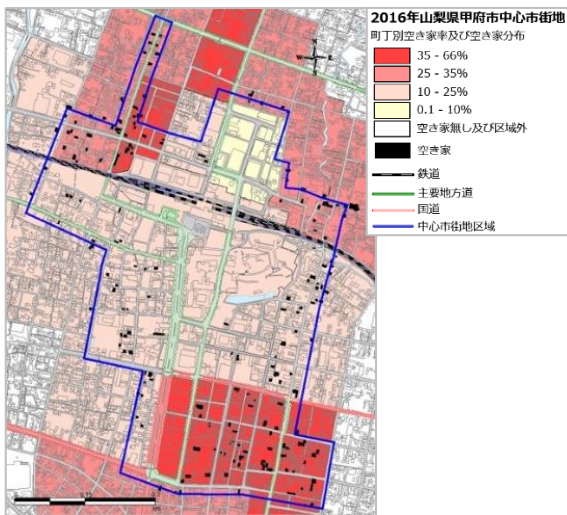 2016年山梨県甲府市中心市街地
町丁別空き家率及び空き家分布
35 - 66%
25 - 35%
10 - 25%
0.1 - 10%
空き家無し及び区域外
空き家
鉄道
主要地方道
国道
中心市街地区域
N
W
E
S